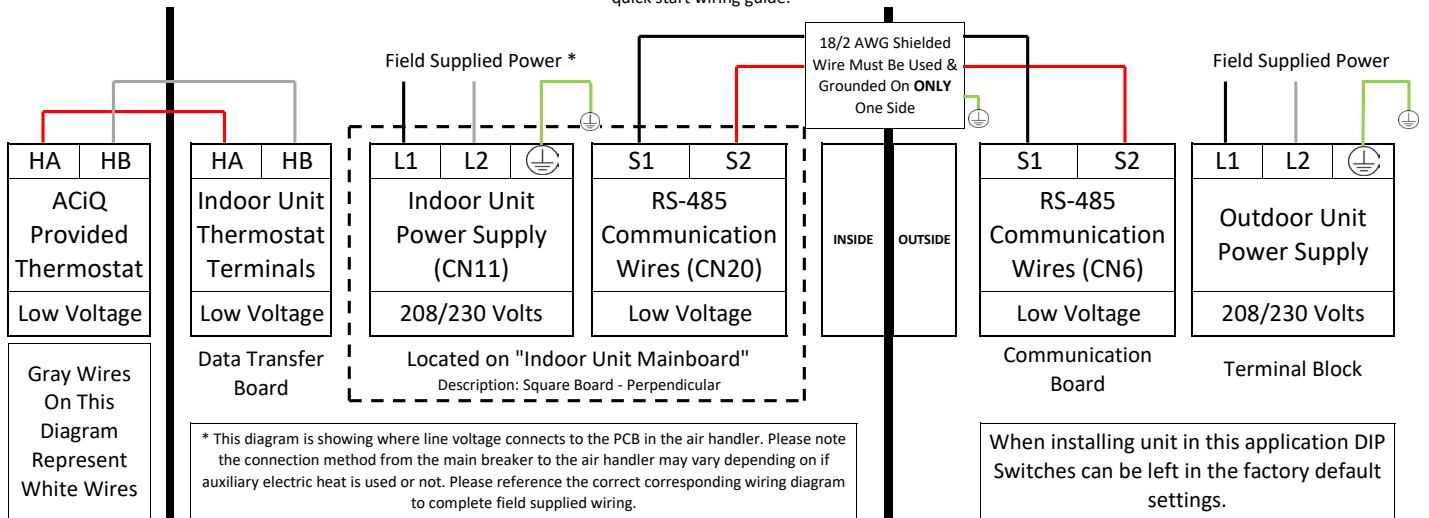 quick start wiring guide.
18/2 AWG Shielded
Wire Must Be Used &
Grounded On ONLY
One Side
Field Supplied Power *
Field Supplied Power
HA HB
ACiQ
Provided
Thermostat
Low Voltage
HA HB
Indoor Unit
Thermostat
Terminals
Low Voltage
L1 L2
Indoor Unit
Power Supply
(CN11)
208/230 Volts
S1 S2
RS-485
Communication
Wires (CN20)
Low Voltage
INSIDE
OUTSIDE
S1 S2
RS-485
Communication
Wires (CN6)
Low Voltage
L1 L2
Outdoor Unit
Power Supply
208/230 Volts
Gray Wires
On This
Diagram
Represent
White Wires
Data Transfer
Board
Located on "Indoor Unit Mainboard"
Description: Square Board - Perpendicular
Communication
Board
Terminal Block
* This diagram is showing where line voltage connects to the PCB in the air handler. Please note
the connection method from the main breaker to the air handler may vary depending on if
auxiliary electric heat is used or not. Please reference the correct corresponding wiring diagram
to complete field supplied wiring.
When installing unit in this application DIP
Switches can be left in the factory default
settings.